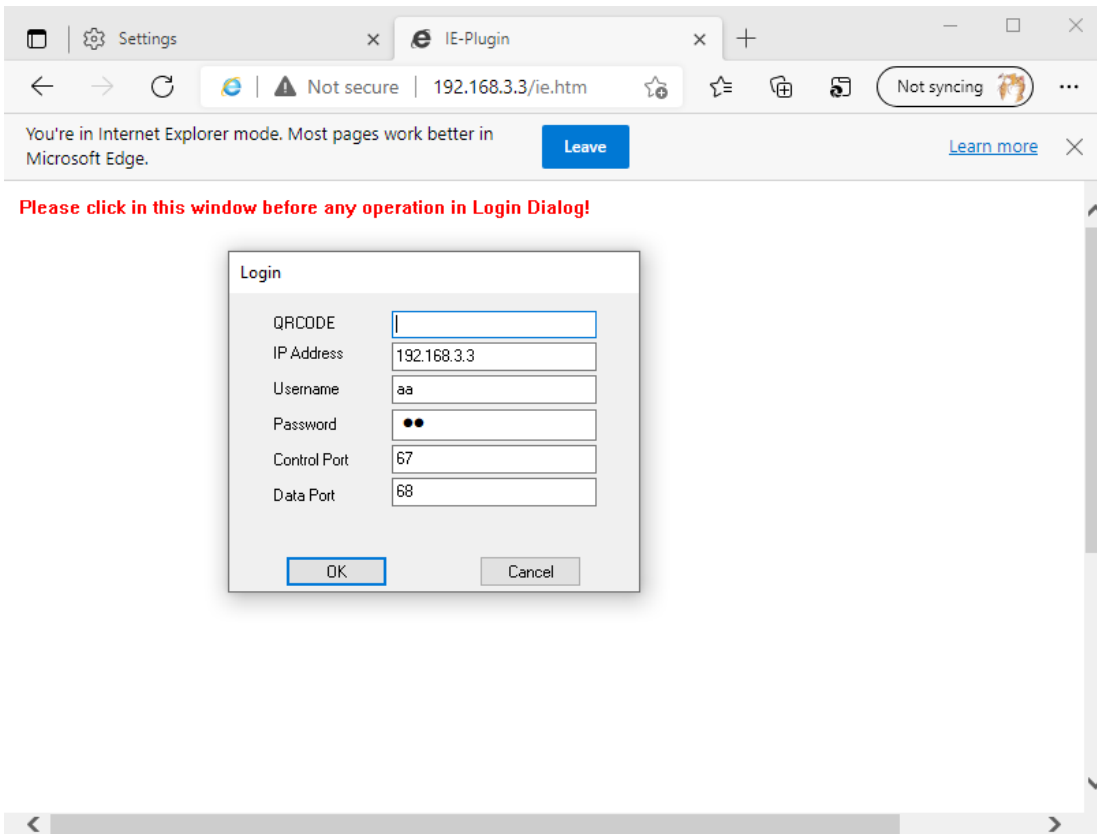 Settings
IE-Plugin
Not secure 192.168.3.3/ie.htm
Not syncing
You're in Internet Explorer mode. Most pages work better in
Microsoft Edge.
Leave
Learn more
Please click in this window before any operation in Login Dialog!
Login
QRCODE
IP Address 192.168.3.3
Username aa
Password ●●
Control Port 67
Data Port 68
OK Cancel